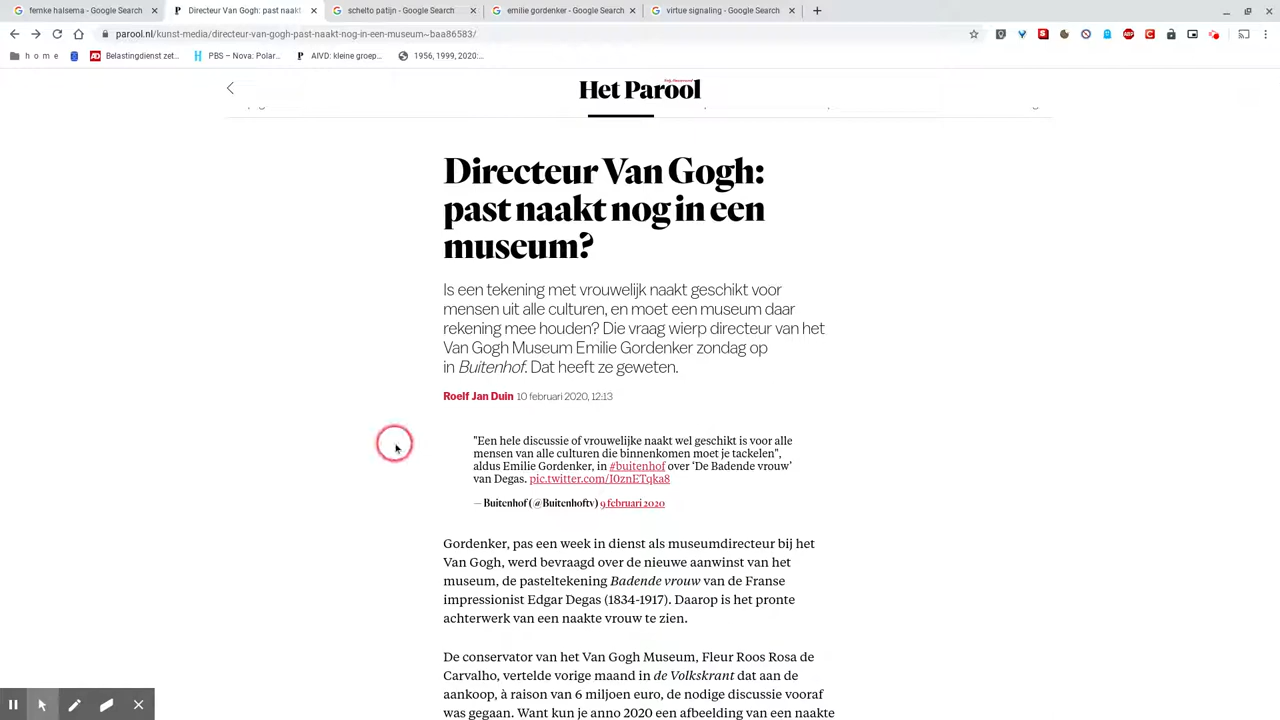 femke halsema - Google Search
Directeur Van Gogh: past naakt
schelto patijn - Google Search
emilie gordenker - Google Search
virtue signaling - Google Search
parool.nl/kunst-media/directeur-van-gogh-past-naakt-nog-in-een-museum~baa86583/
h o m e
Belastingdienst zet...
PBS – Nova: Polar...
AIVD: kleine groep...
1956, 1999, 2020:...
Het Parool
Directeur Van Gogh:
past naakt nog in een
museum?
Is een tekening met vrouwelijk naakt geschikt voor
mensen uit alle culturen, en moet een museum daar
rekening mee houden? Die vraag wierp directeur van het
Van Gogh Museum Emilie Gordenker zondag op
in Buitenhof. Dat heeft ze geweten.
Roelf Jan Duin 10 februari 2020, 12:13
"Een hele discussie of vrouwelijke naakt wel geschikt is voor alle
mensen van alle culturen die binnenkomen moet je tackelen",
aldus Emilie Gordenker, in #buitenhof over ‘De Badende vrouw’
van Degas. pic.twitter.com/I0znETqka8
— Buitenhof (@Buitenhoftv) 9 februari 2020
Gordenker, pas een week in dienst als museumdirecteur bij het
Van Gogh, werd bevraagd over de nieuwe aanwinst van het
museum, de pasteltekening Badende vrouw van de Franse
impressionist Edgar Degas (1834-1917). Daarop is het pronte
achterwerk van een naakte vrouw te zien.
De conservator van het Van Gogh Museum, Fleur Roos Rosa de
Carvalho, vertelde vorige maand in de Volkskrant dat aan de
aankoop, à raison van 6 miljoen euro, de nodige discussie vooraf
was gegaan. Want kun je anno 2020 een afbeelding van een naakte